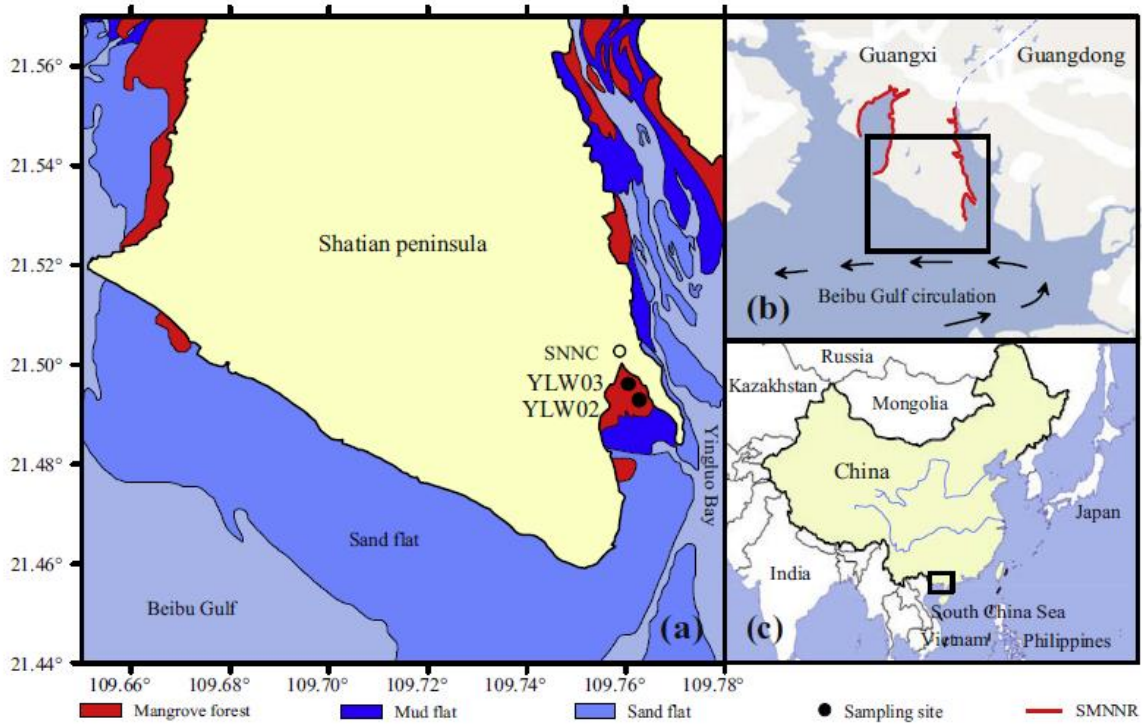 21.56°
21.54°
21.52°
21.50°
21.48°
21.46°
21.44°
109.66°
109.68°
109.70°
109.72°
109.74°
109.76°
109.78°
Shatian peninsula
SNNC
YLW03
YLW02
Yingluo Bay
Sand flat
Beibu Gulf
(a)
Guangxi
Guangdong
Beibu Gulf circulation
(b)
Russia
Kazakhstan
Mongolia
China
Japan
India
South China Sea
Vietnam
Philippines
(c)
Mangrove forest
Mud flat
Sand flat
Sampling site
SMNNR